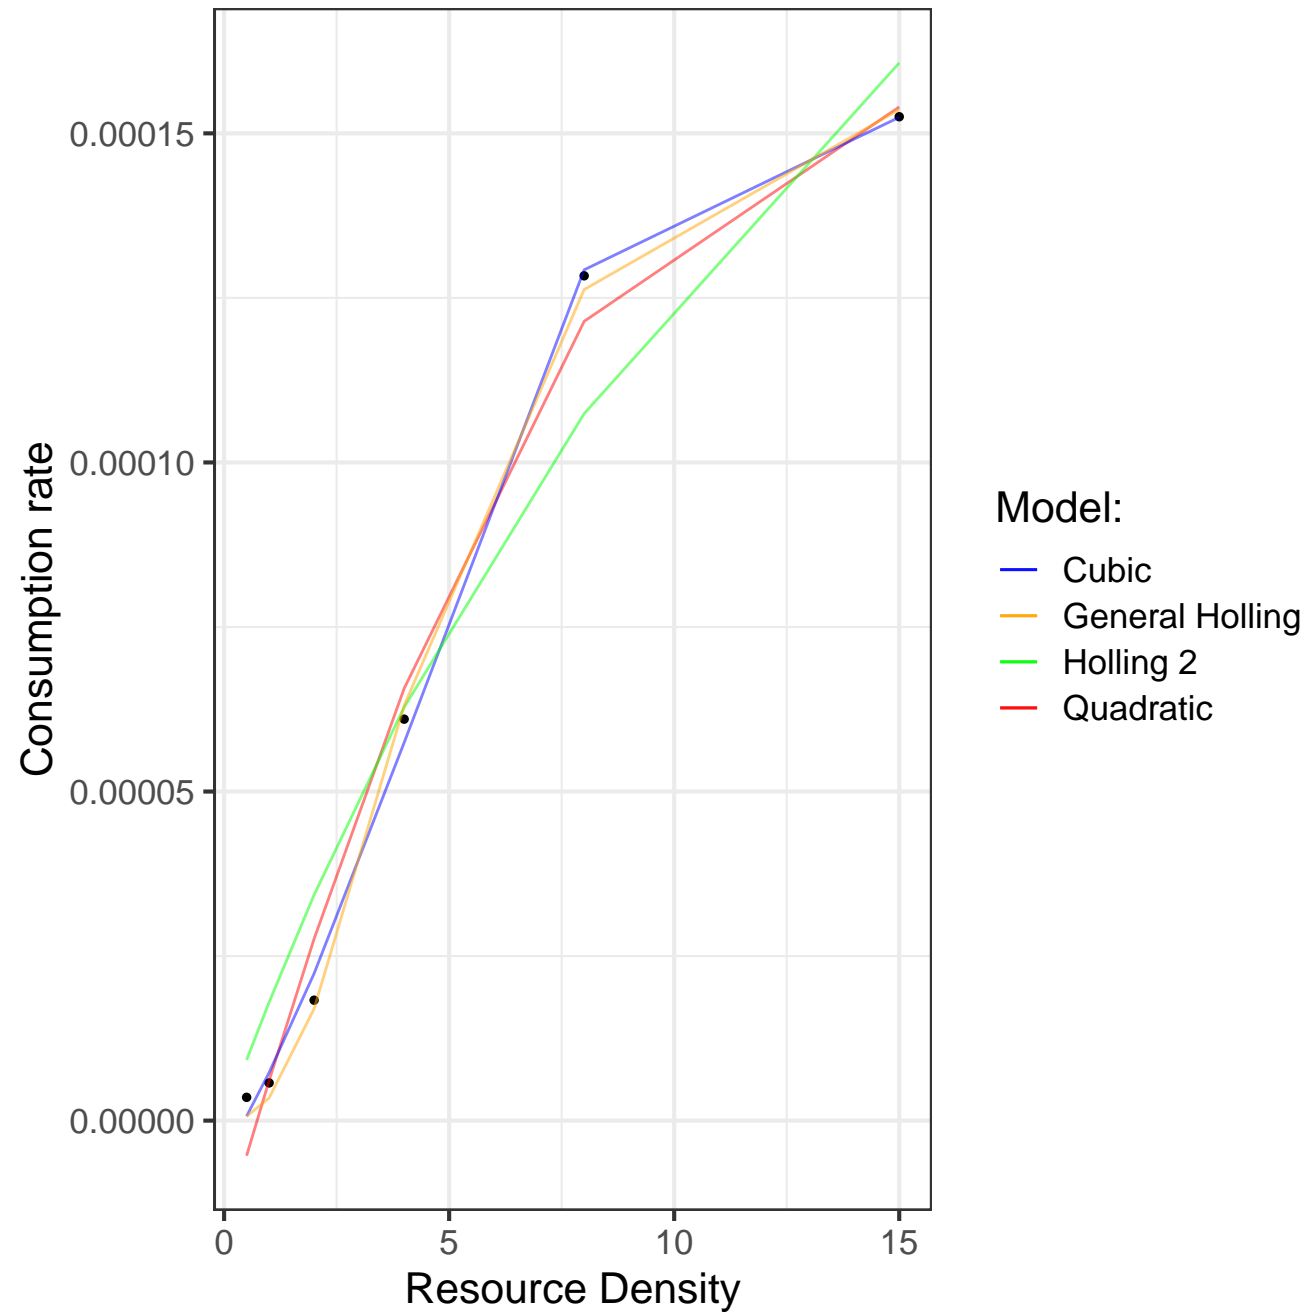 0.00015
0.00010
0.00005
0.00000
0 5 10 15
Resource Density
Consumption rate
Model:
Cubic
General Holling
Holling 2
Quadratic